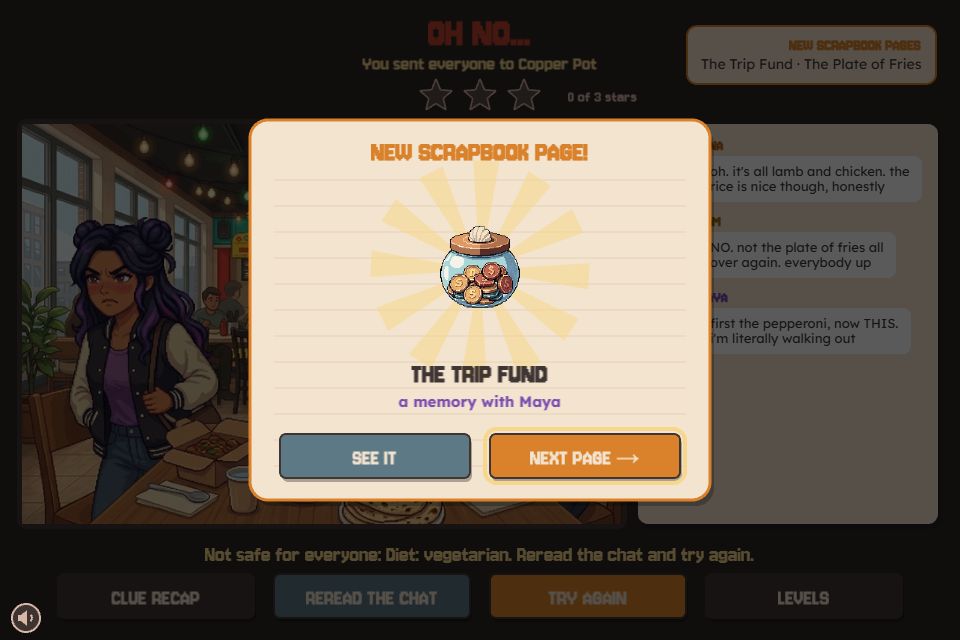 OH NO...
You sent everyone to Copper Pot
0 of 3 stars
NEW SCRAPBOOK PAGES
The Trip Fund · The Plate of Fries
NEW SCRAPBOOK PAGE!
THE TRIP FUND
a memory with Maya
SEE IT
NEXT PAGE →
it's all lamb and chicken. the
rice is nice though, honestly
NO. not the plate of fries all
over again. everybody up
first the pepperoni, now THIS.
i'm literally walking out
Not safe for everyone: Diet: vegetarian. Reread the chat and try again.
CLUE RECAP
REREAD THE CHAT
TRY AGAIN
LEVELS